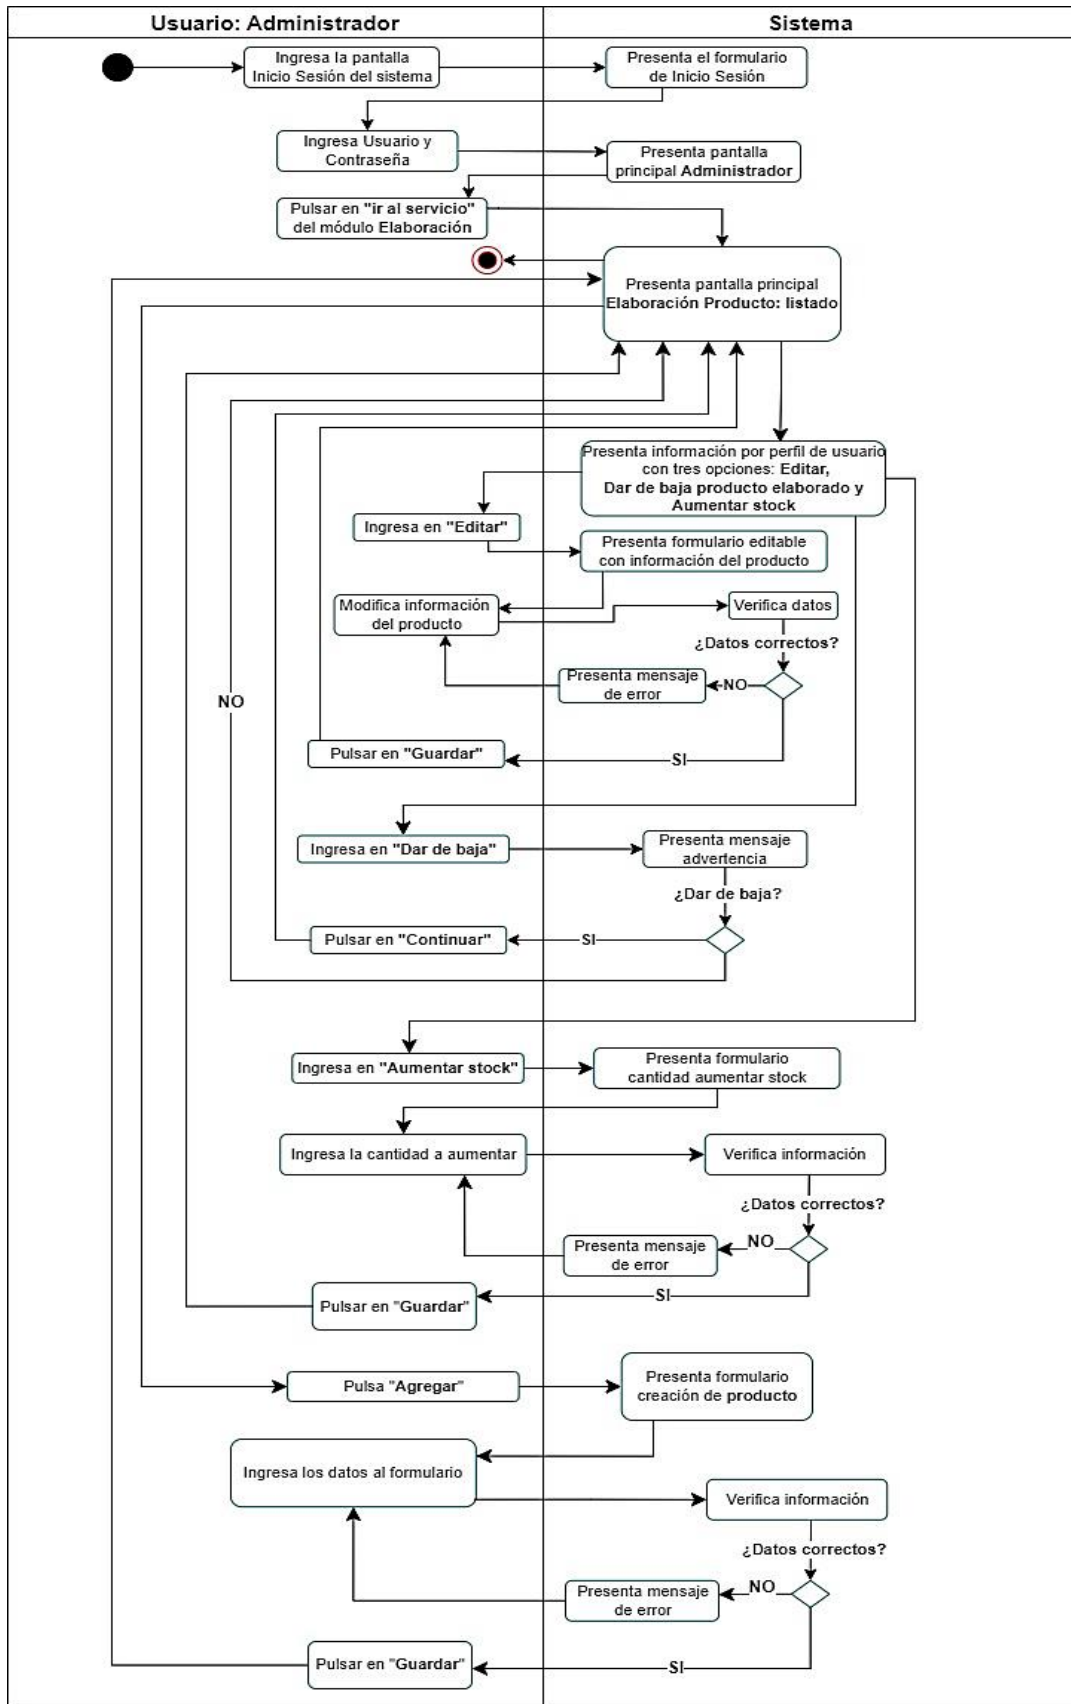 Usuario: Administrador
Sistema
Ingresa la pantalla
Inicio Sesión del sistema
Presenta el formulario
de Inicio Sesión
Ingresa Usuario y
Contraseña
Presenta pantalla
principal Administrador
Pulsar en "ir al servicio"
del módulo Elaboración
Presenta pantalla principal
Elaboración Producto: listado
Presenta información por perfil de usuario
con tres opciones: Editar,
Dar de baja producto elaborado y
Aumentar stock
Ingresa en "Editar"
Presenta formulario editable
con información del producto
Modifica información
del producto
Verifica datos
¿Datos correctos?
Presenta mensaje
de error
NO
NO
Pulsar en "Guardar"
SI
Ingresa en "Dar de baja"
Presenta mensaje
advertencia
¿Dar de baja?
Pulsar en "Continuar"
SI
Ingresa en "Aumentar stock"
Presenta formulario
cantidad aumentar stock
Ingresa la cantidad a aumentar
Verifica información
¿Datos correctos?
Presenta mensaje
de error
NO
Pulsar en "Guardar"
SI
Pulsa "Agregar"
Presenta formulario
creación de producto
Ingresa los datos al formulario
Verifica información
¿Datos correctos?
Presenta mensaje
de error
NO
Pulsar en "Guardar"
SI